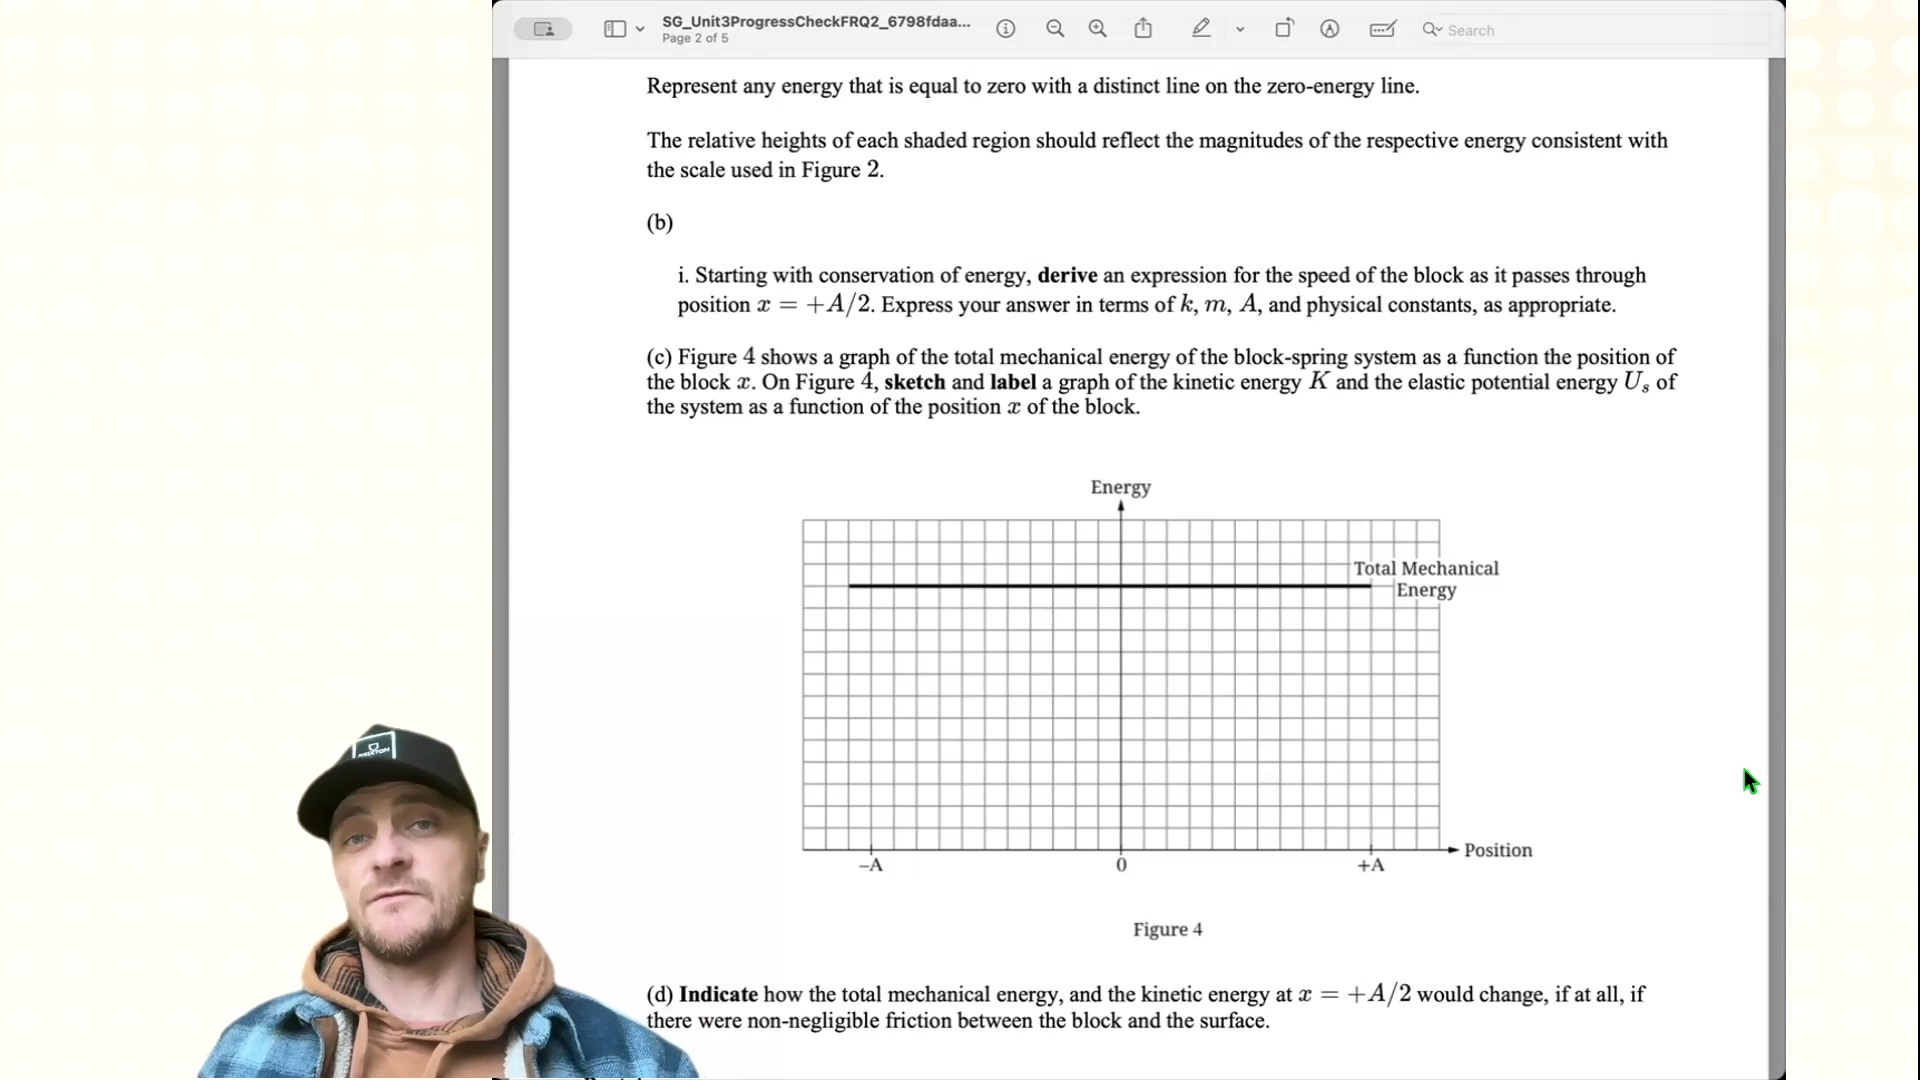 SG_Unit3ProgressCheckFRQ2_6798fdaa...
Page 2 of 5
Search
Represent any energy that is equal to zero with a distinct line on the zero-energy line.
The relative heights of each shaded region should reflect the magnitudes of the respective energy consistent with
the scale used in Figure 2.
(b)
i. Starting with conservation of energy, derive an expression for the speed of the block as it passes through
position x = +A/2. Express your answer in terms of k, m, A, and physical constants, as appropriate.
(c) Figure 4 shows a graph of the total mechanical energy of the block-spring system as a function the position of
the block x. On Figure 4, sketch and label a graph of the kinetic energy K and the elastic potential energy Uₛ of
the system as a function of the position x of the block.
Energy
Total Mechanical
Energy
Position
−A
0
+A
Figure 4
(d) Indicate how the total mechanical energy, and the kinetic energy at x = +A/2 would change, if at all, if
there were non-negligible friction between the block and the surface.